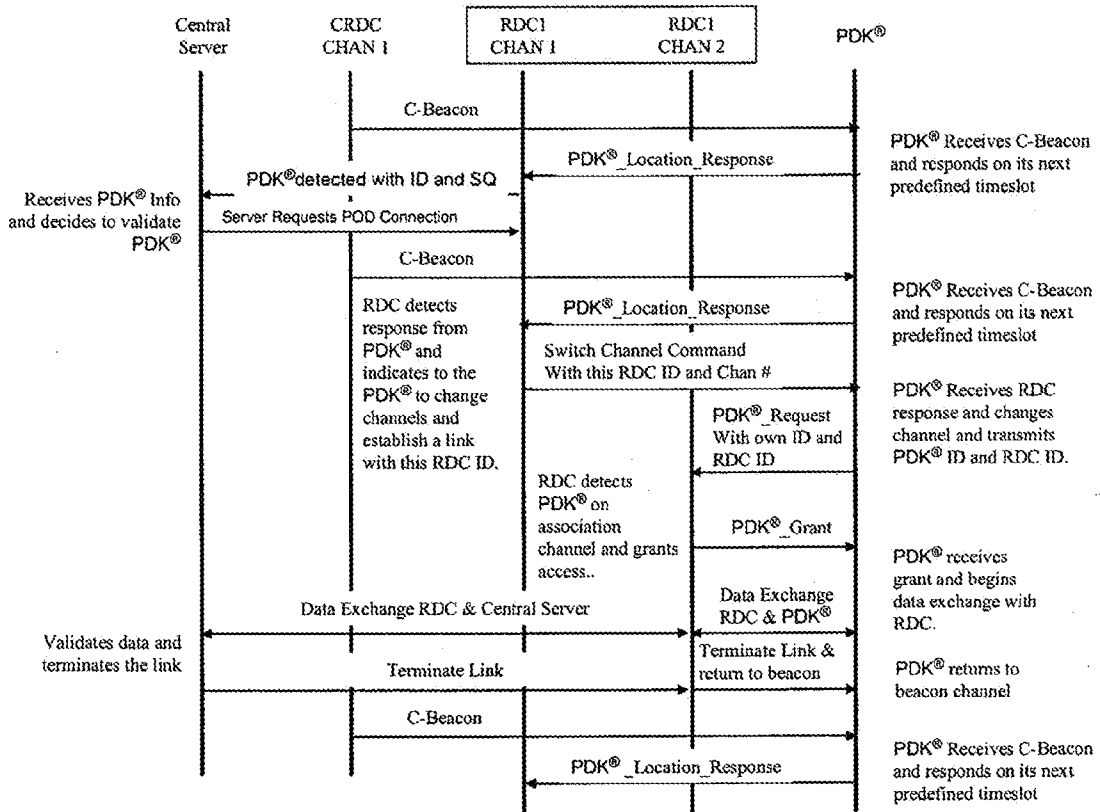 Central
Server
CRDC
CHAN 1
RDC1
CHAN 1
RDC1
CHAN 2
PDK®
C-Beacon
PDK®_Location_Response
PDK® Receives C-Beacon
and responds on its next
predefined timeslot
PDK®detected with ID and SQ
Receives PDK® Info
and decides to validate
PDK®
Server Requests POD Connection
C-Beacon
PDK®_Location_Response
PDK® Receives C-Beacon
and responds on its next
predefined timeslot
RDC detects
response from
PDK® and
indicates to the
PDK® to change
channels and
establish a link
with this RDC ID.
Switch Channel Command
With this RDC ID and Chan #
PDK® Receives RDC
response and changes
channel and transmits
PDK® ID and RDC ID.
PDK®_Request
With own ID and
RDC ID
RDC detects
PDK® on
association
channel and grants
access..
PDK®_Grant
PDK® receives
grant and begins
data exchange with
RDC.
Data Exchange RDC & Central Server
Data Exchange
RDC & PDK®
Validates data and
terminates the link
Terminate Link
Terminate Link &
return to beacon
PDK® returns to
beacon channel
C-Beacon
PDK® _Location_Response
PDK® Receives C-Beacon
and responds on its next
predefined timeslot